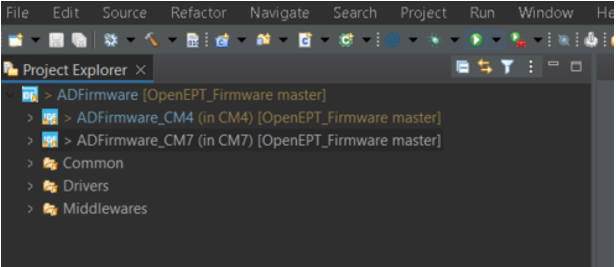 File Edit Source Refactor Navigate Search Project Run Window
Project Explorer
> ADFirmware [OpenEPT_Firmware master]
> ADFirmware_CM4 (in CM4) [OpenEPT_Firmware master]
ADFirmware_CM7 (in CM7) [OpenEPT_Firmware master]
Common
Drivers
Middlewares